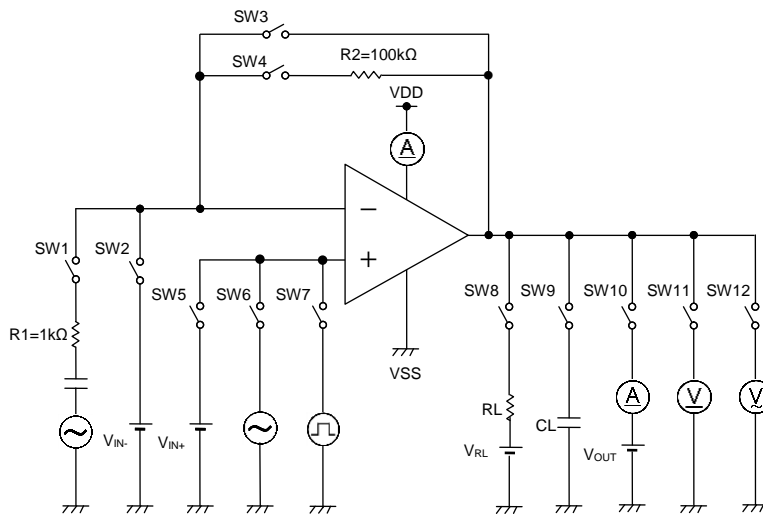 SW3
SW4
R2=100kΩ
VDD
A
SW1
SW2
−
+
SW5
SW6
SW7
SW8
SW9
SW10
SW11
SW12
R1=1kΩ
VSS
A
V
V
RL
CL
VIN-
VIN+
VRL
VOUT